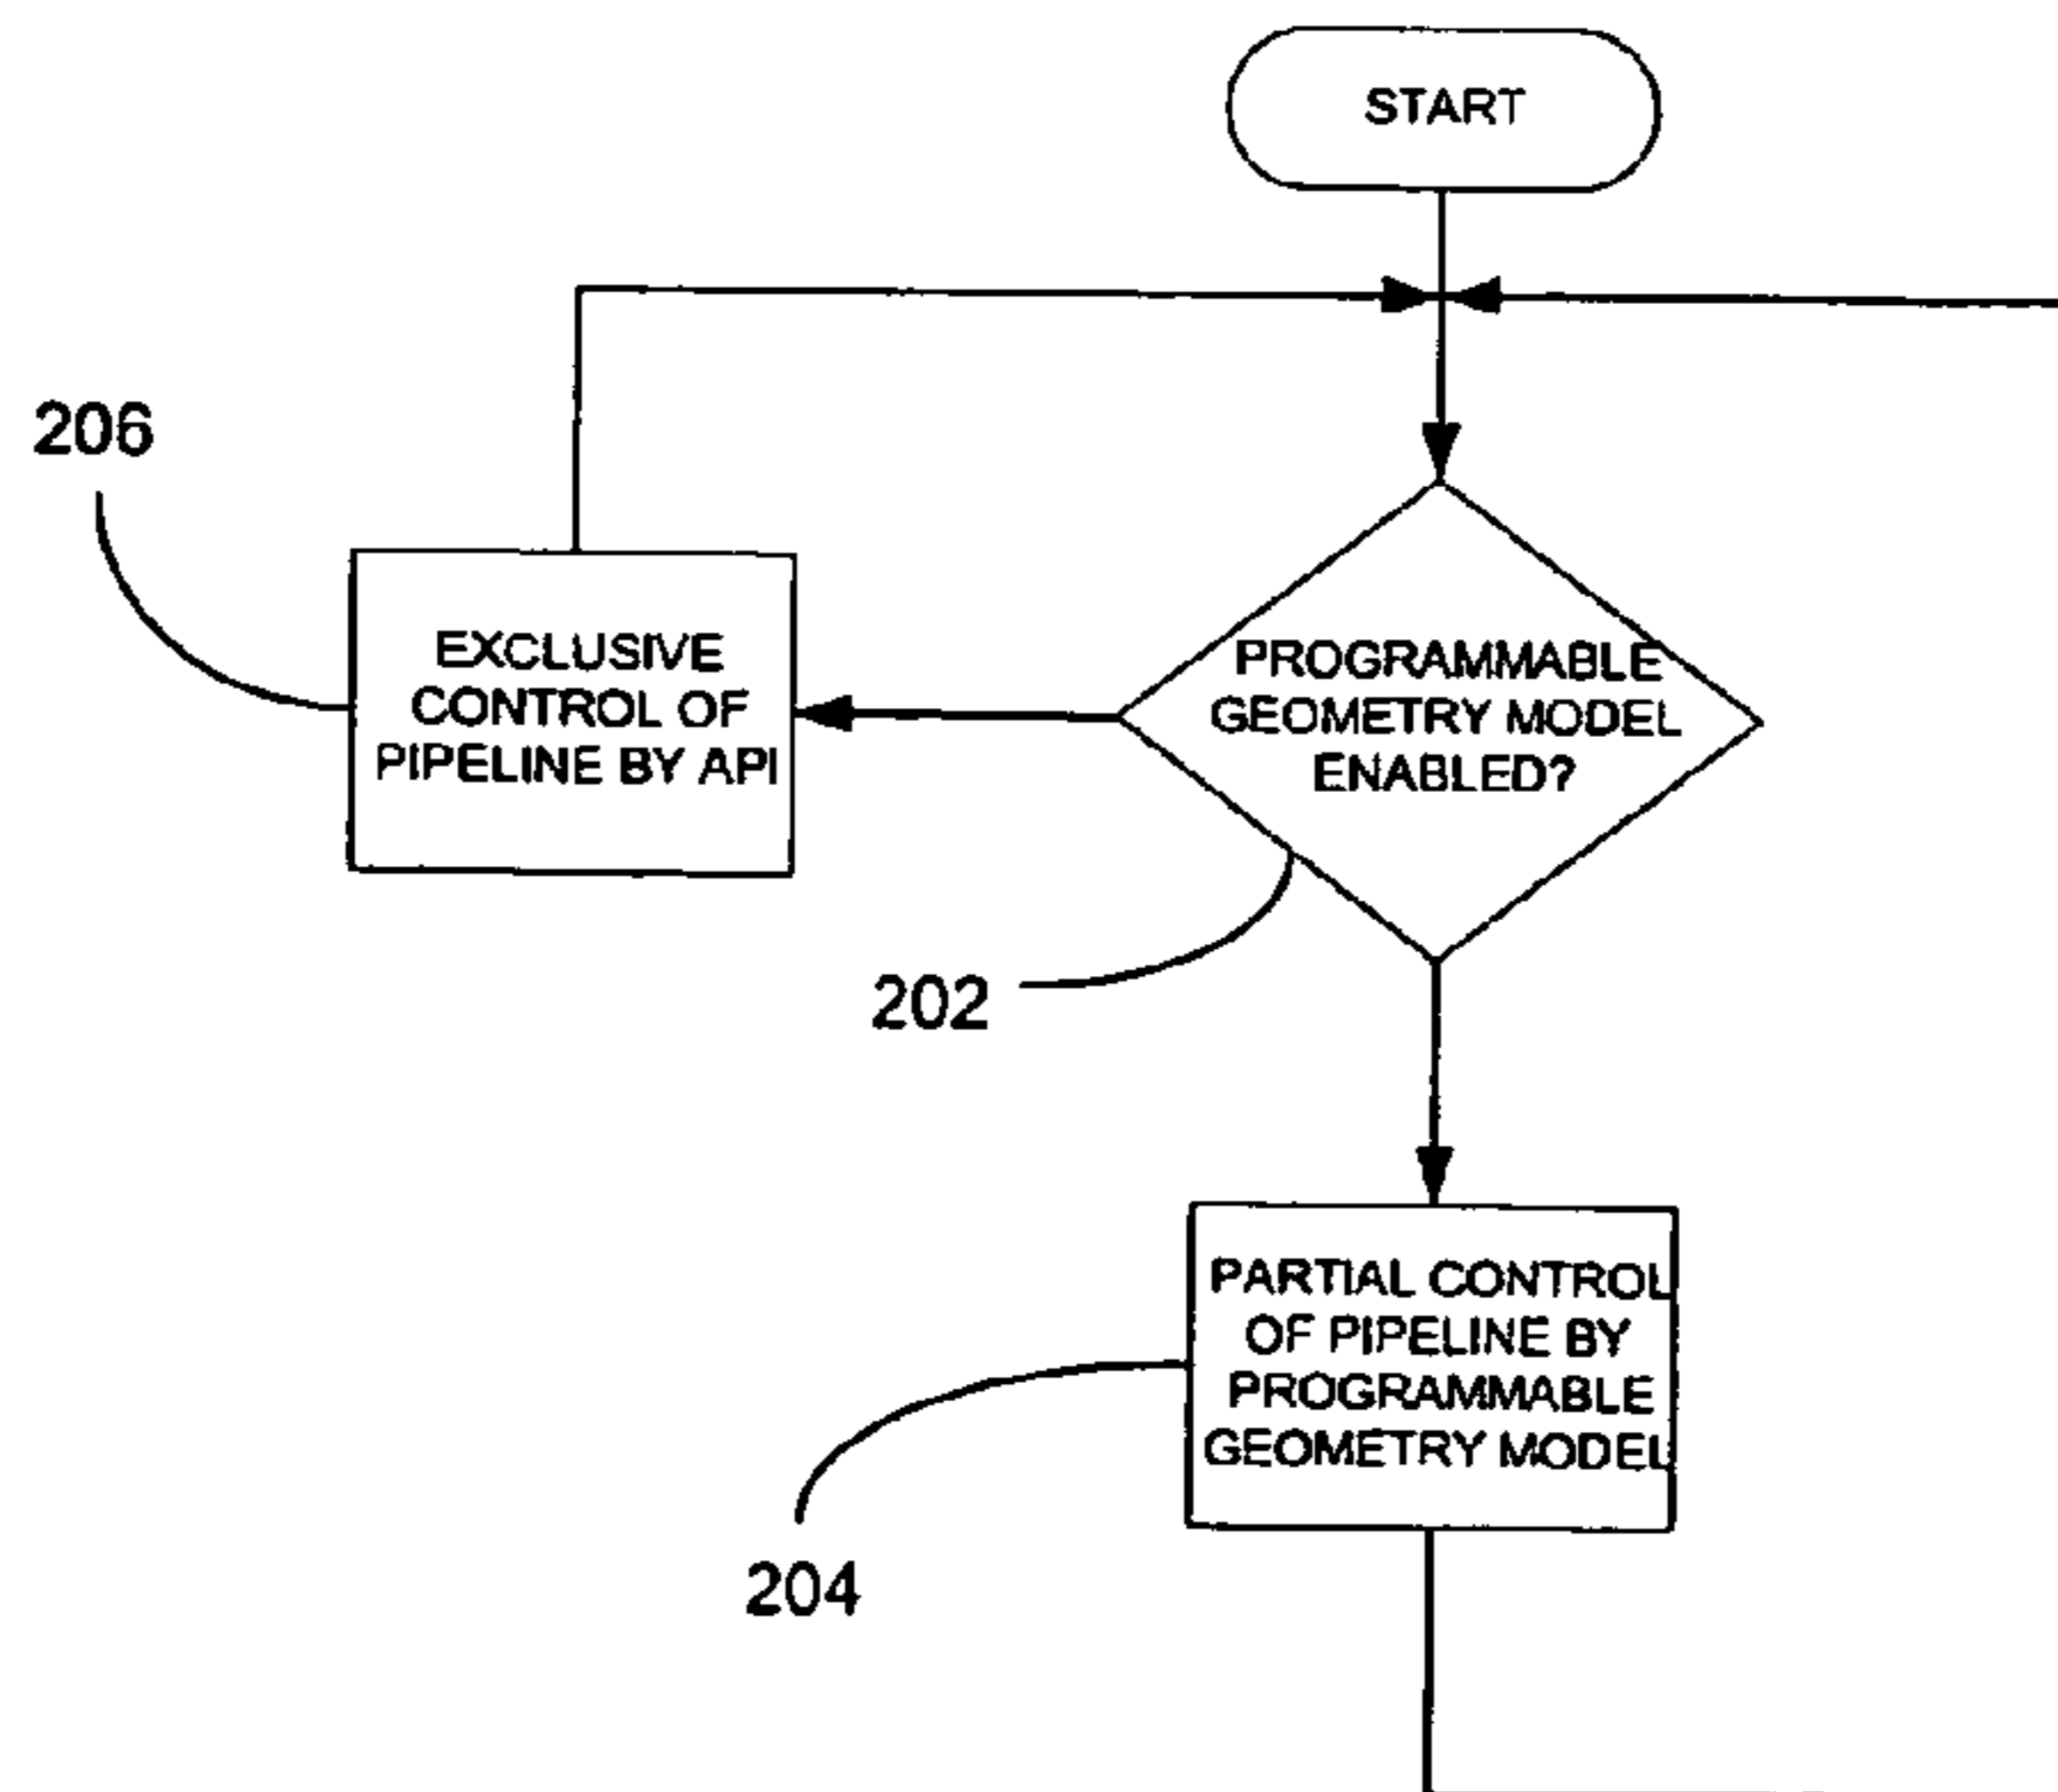 START
206
EXCLUSIVE
CONTROL OF
PIPELINE BY API
PROGRAMMABLE
GEOMETRY MODEL
ENABLED?
202
PARTIAL CONTROL
OF PIPELINE BY
PROGRAMMABLE
GEOMETRY MODEL
204